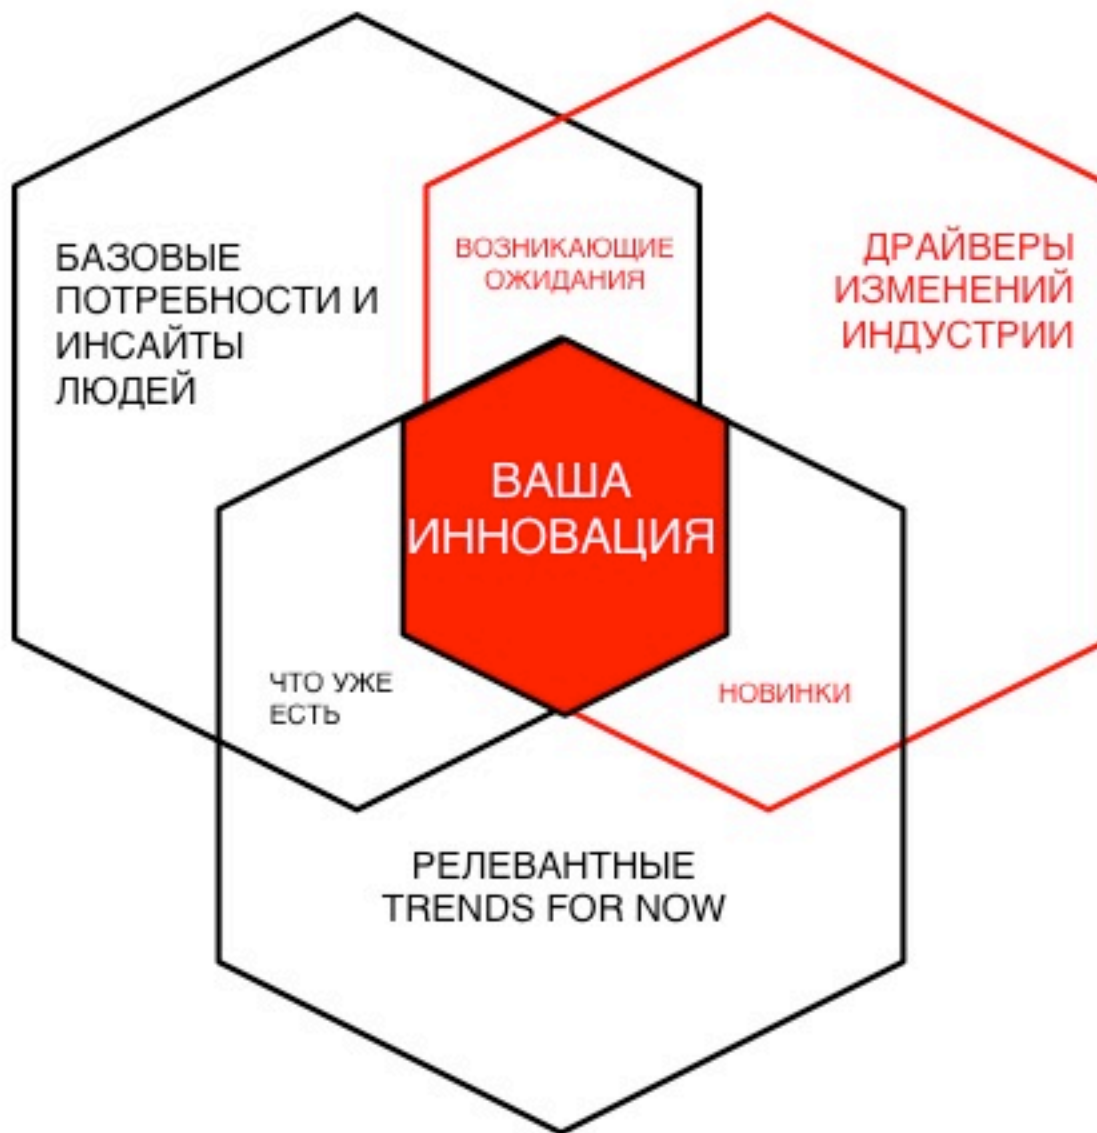 БАЗОВЫЕ
ПОТРЕБНОСТИ И
ИНСАЙТЫ
ЛЮДЕЙ
ВОЗНИКАЮЩИЕ
ОЖИДАНИЯ
ДРАЙВЕРЫ
ИЗМЕНЕНИЙ
ИНДУСТРИИ
ВАША
ИННОВАЦИЯ
ЧТО УЖЕ
ЕСТЬ
НОВИНКИ
РЕЛЕВАНТНЫЕ
TRENDS FOR NOW